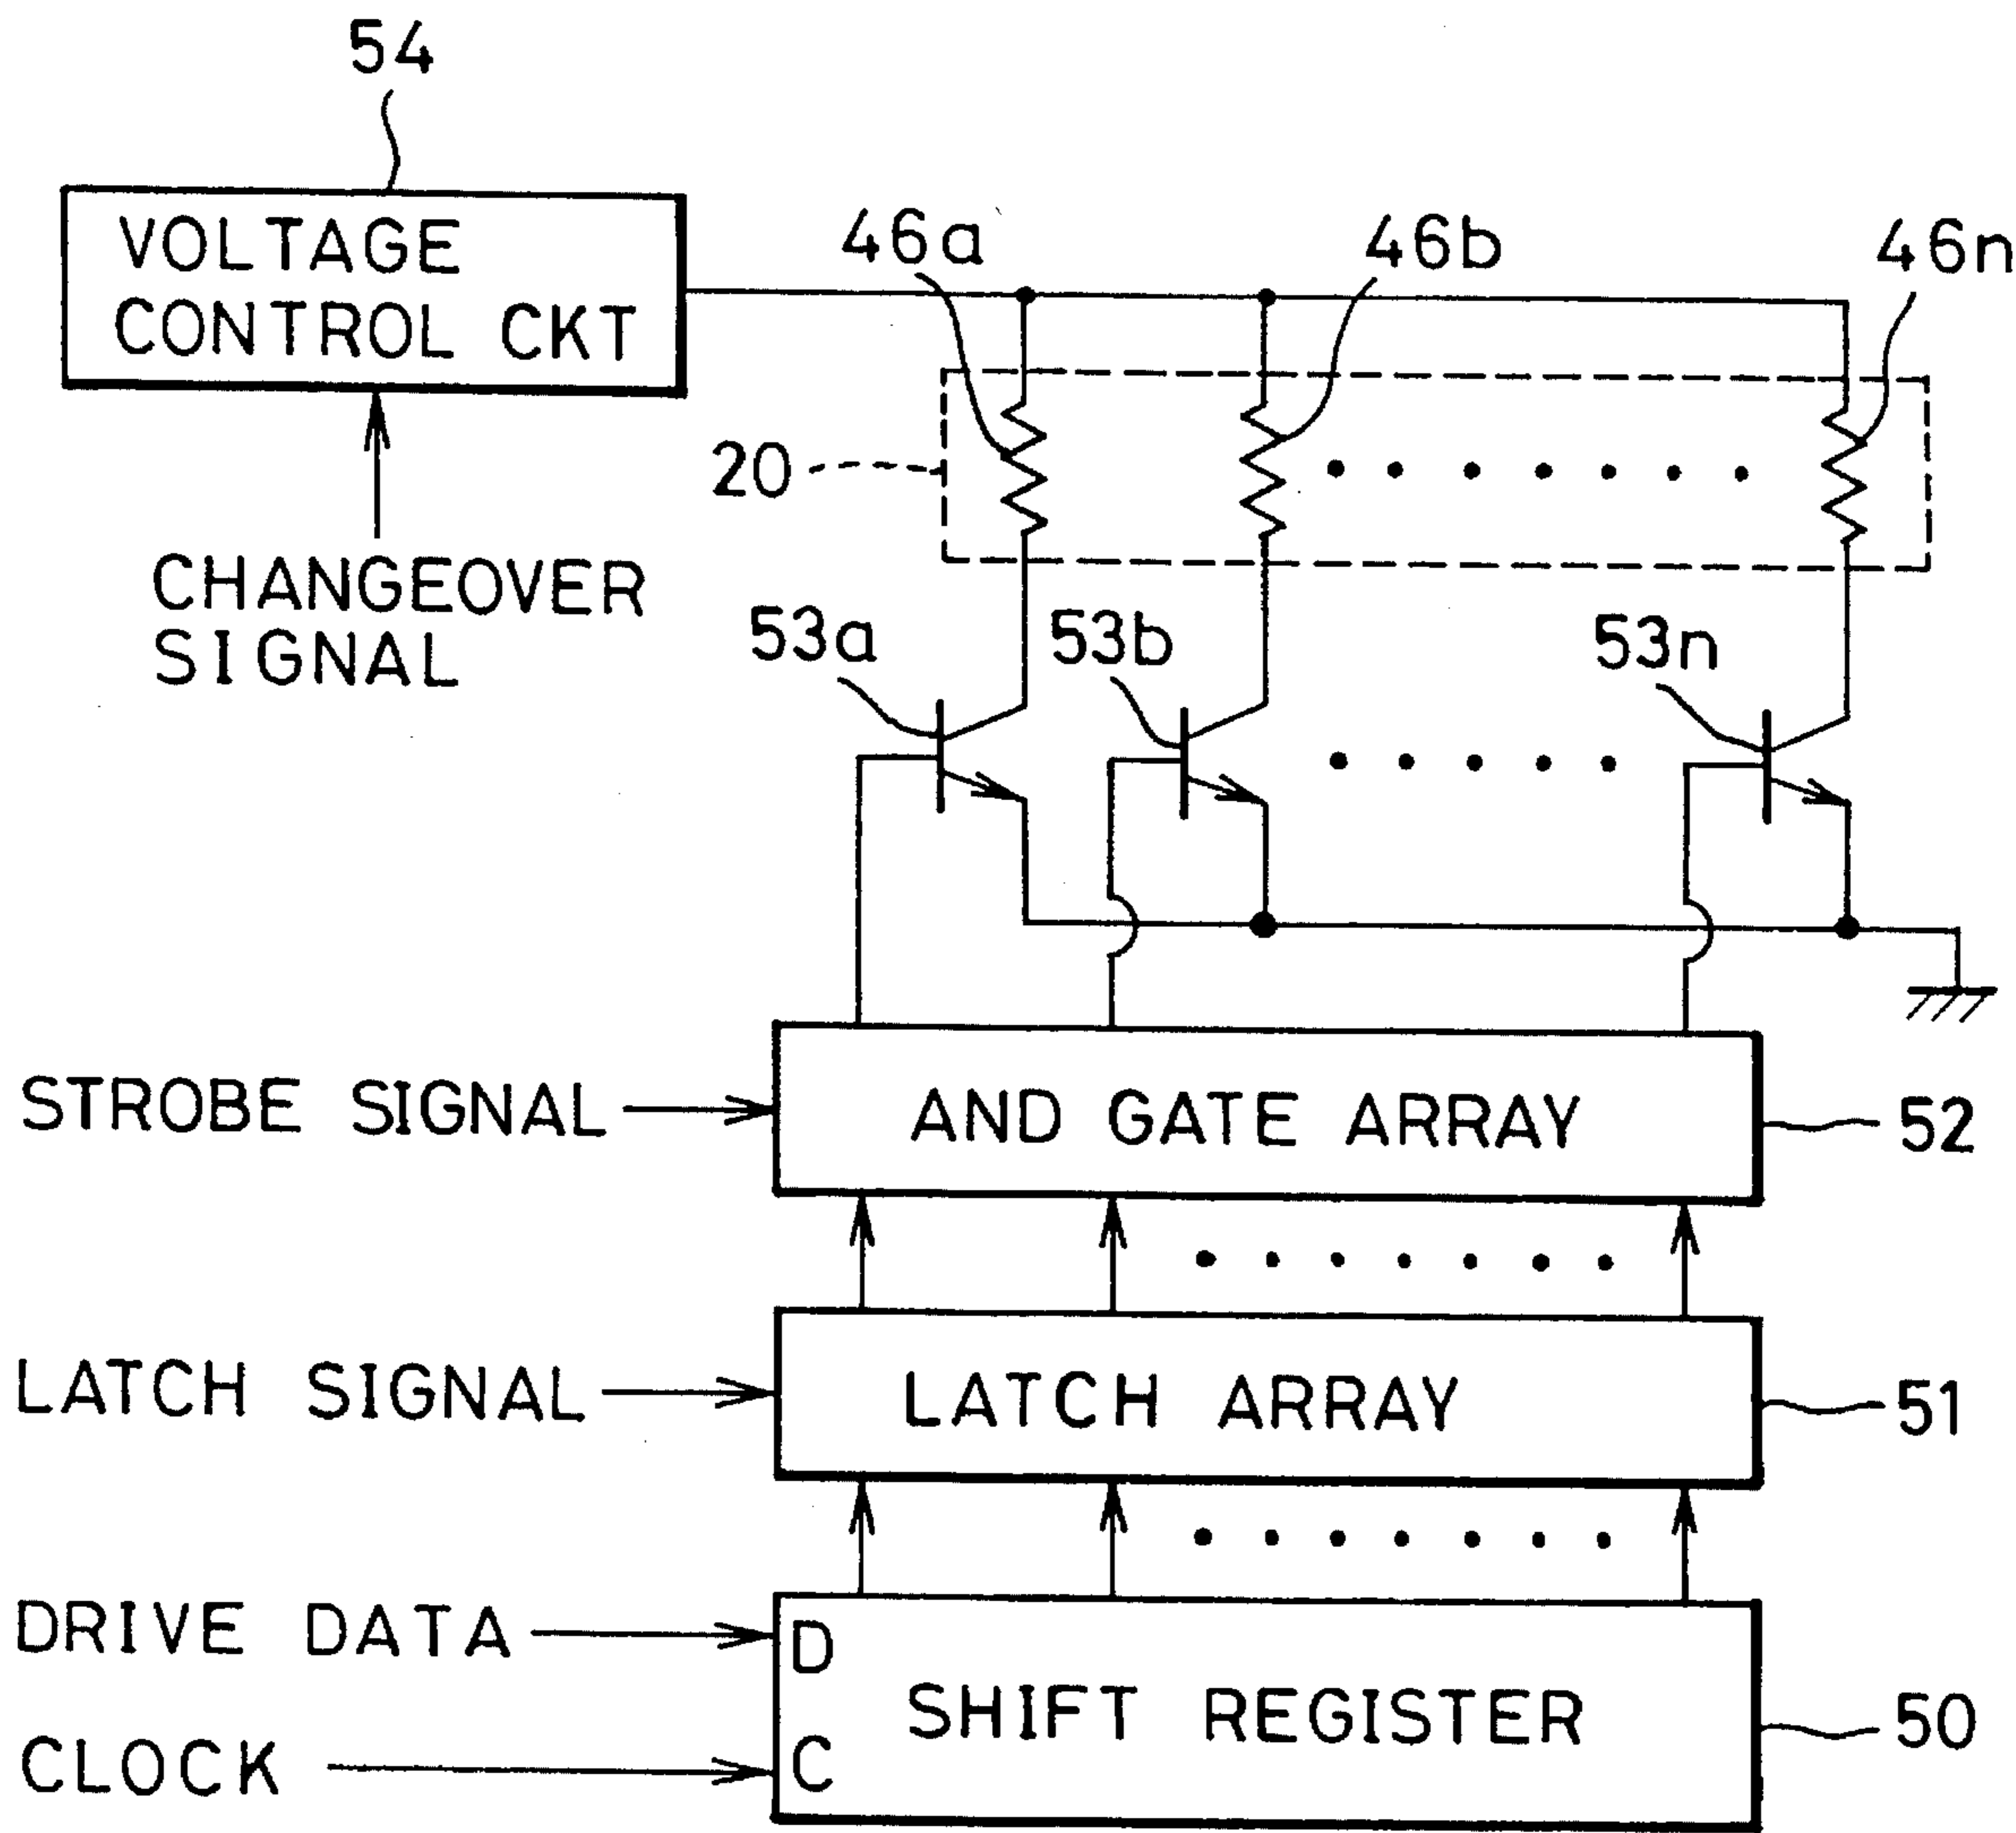 54
VOLTAGE
CONTROL CKT
46a
46b
46n
20
CHANGEOVER
SIGNAL
53a
53b
53n
STROBE SIGNAL
AND GATE ARRAY
52
LATCH SIGNAL
LATCH ARRAY
51
DRIVE DATA
D
SHIFT REGISTER
50
CLOCK
C